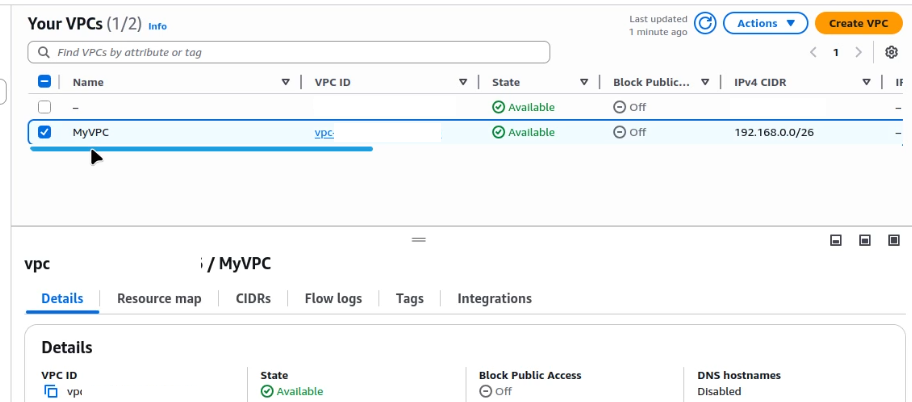 Your VPCs (1/2) Info
Last updated
1 minute ago
Actions
Create VPC
Find VPCs by attribute or tag
1
Name VPC ID State Block Public... IPv4 CIDR
– Available Off –
MyVPC vpc- Available Off 192.168.0.0/26 –
vpc / MyVPC
Details Resource map CIDRs Flow logs Tags Integrations
Details
VPC ID State Block Public Access DNS hostnames
vpc Available Off Disabled